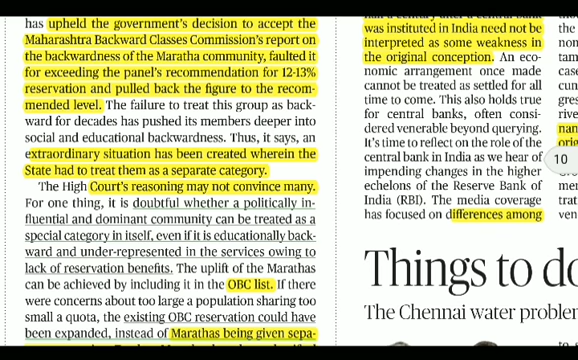 has upheld the government's decision to accept the
Maharashtra Backward Classes Commission's report on
the backwardness of the Maratha community, faulted it
for exceeding the panel's recommendation for 12-13%
reservation and pulled back the figure to the recom-
mended level. The failure to treat this group as back-
ward for decades has pushed its members deeper into
social and educational backwardness. Thus, it says, an
extraordinary situation has been created wherein the
State had to treat them as a separate category.
The High Court's reasoning may not convince many.
For one thing, it is doubtful whether a politically in-
fluential and dominant community can be treated as a
special category in itself, even if it is educationally back-
ward and under-represented in the services owing to
lack of reservation benefits. The uplift of the Marathas
can be achieved by including it in the OBC list. If there
were concerns about too large a population sharing too
small a quota, the existing OBC reservation could have
been expanded, instead of Marathas being given sepa-
was instituted in India need not be
interpreted as some weakness in
the original conception. An eco-
nomic arrangement once made
cannot be treated as settled for all
time to come. This also holds true
for central banks, often consi-
dered venerable beyond querying.
It's time to reflect on the role of the
central bank in India as we hear of
impending changes in the higher
echelons of the Reserve Bank of
India (RBI). The media coverage
has focused on differences among
10
Things to do
The Chennai water problem